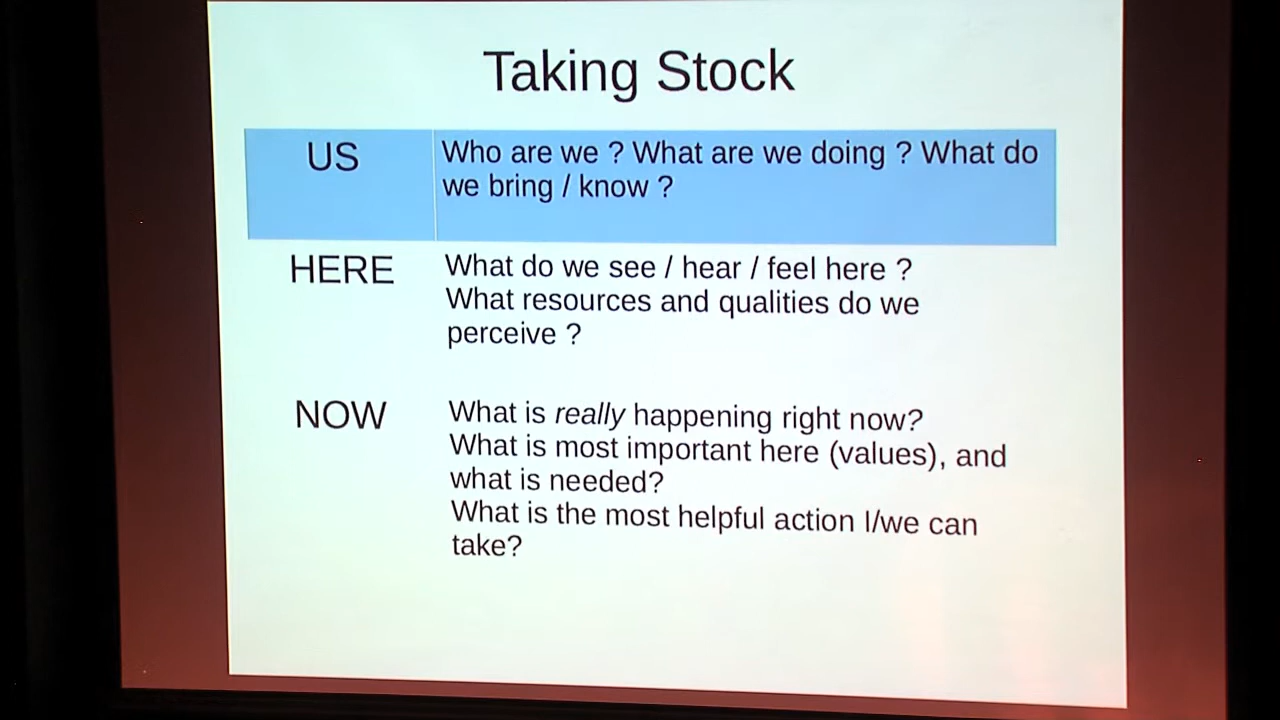 Taking Stock
US
Who are we ? What are we doing ? What do
we bring / know ?
HERE
What do we see / hear / feel here ?
What resources and qualities do we
perceive ?
NOW
What is really happening right now?
What is most important here (values), and
what is needed?
What is the most helpful action I/we can
take?